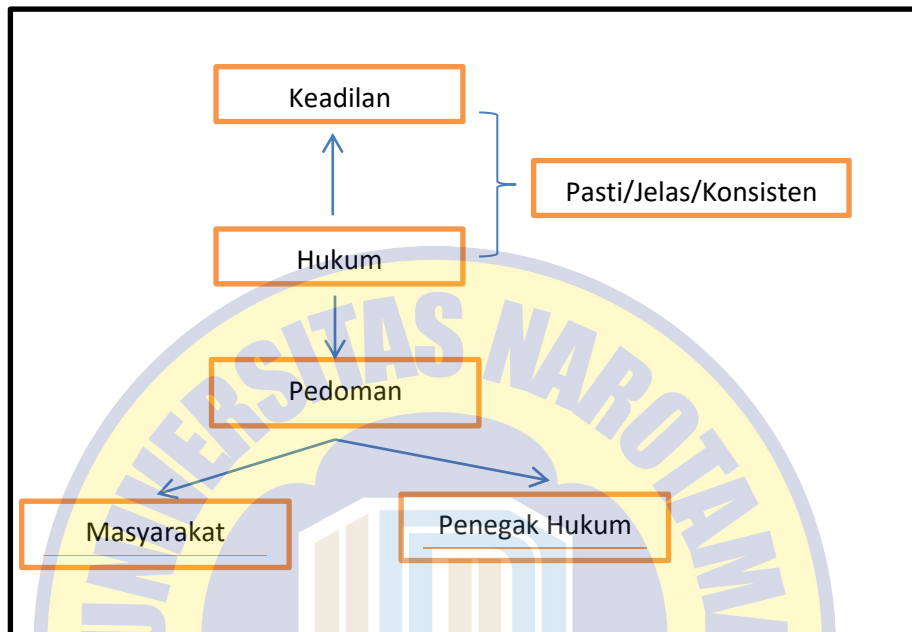 Keadilan
Pasti/Jelas/Konsisten
Hukum
UNIVERSITAS NAROTAMA
Pedoman
Masyarakat
Penegak Hukum